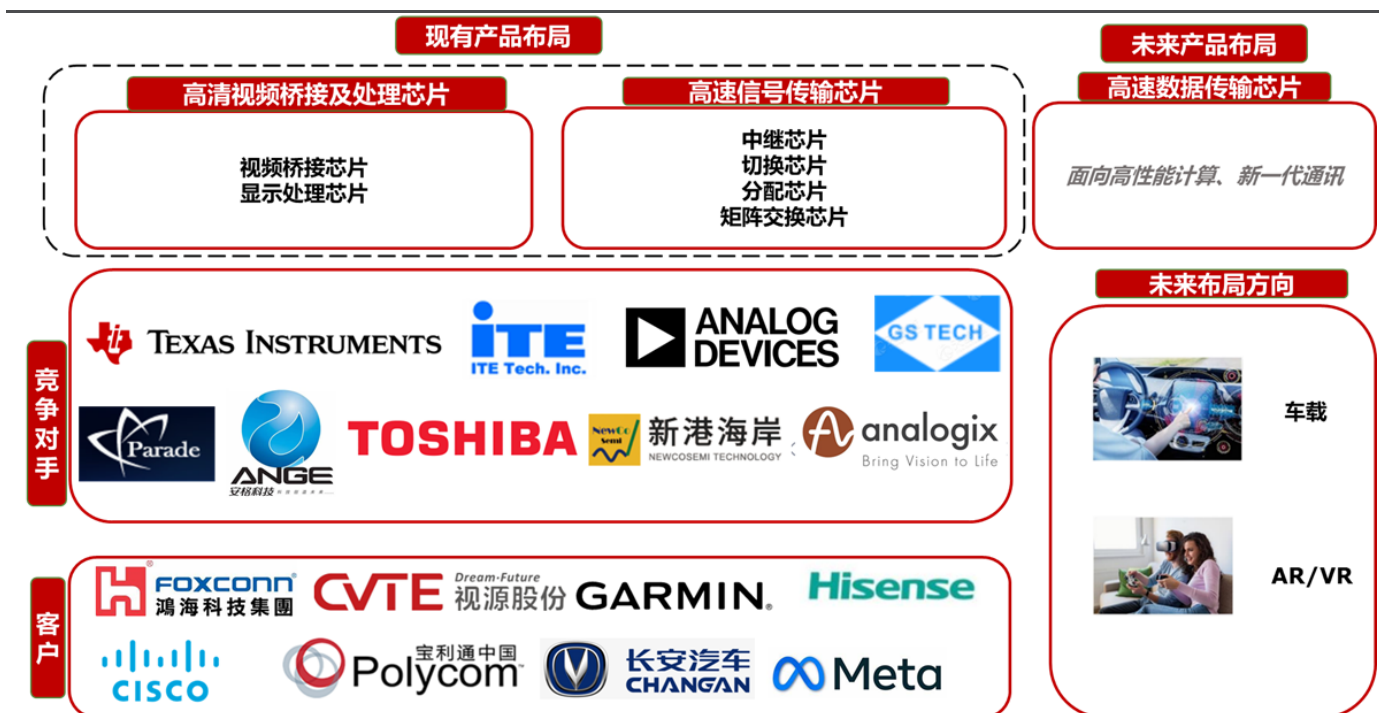 现有产品布局
未来产品布局
高清视频桥接及处理芯片
高速信号传输芯片
高速数据传输芯片
视频桥接芯片
显示处理芯片
中继芯片
切换芯片
分配芯片
矩阵交换芯片
面向高性能计算、新一代通讯
未来布局方向
竞争对手
TEXAS INSTRUMENTS
iTE
ITE Tech. Inc.
ANALOG
DEVICES
GS TECH
Parade
ANGE
安格科技
TOSHIBA
NewCo
Semi
新港海岸
NEWCOSEMI TECHNOLOGY
analogix
Bring Vision to Life
车载
AR/VR
客户
FOXCONN®
鴻海科技集團
CVTE
Dream·Future
视源股份
GARMIN®
Hisense
CISCO
宝利通中国
Polycom™
长安汽车
CHANGAN
Meta